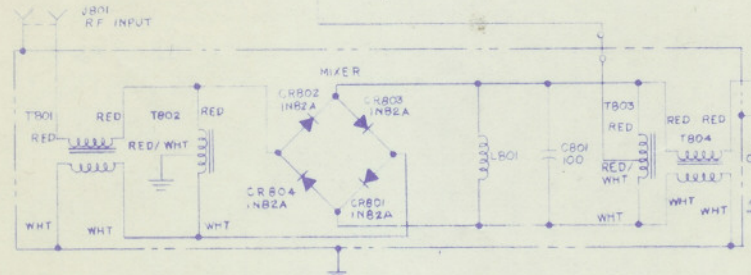 J801
RF INPUT
MIXER
CR802
1N82A
CR803
1N82A
T801
RED
RED
T802
RED
RED/WHT
T803
RED
RED
RED
T804
L801
C801
100
RED/
WHT
CR804
1N82A
CR801
1N82A
WHT
WHT
WHT
WHT
WHT
WHT